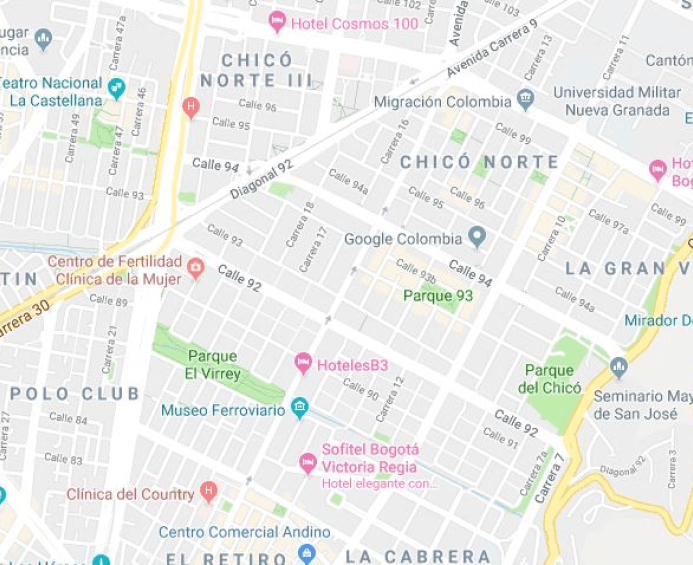 Carrera 47a
Hotel Cosmos 100
Calle 102
Calle 103
Avenida
Avenida Carrera 9
Carrera 11
Carrera 13
CHICÓ
NORTE III
Teatro Nacional
La Castellana
Carrera 46
Carrera 49
Carrera 47
Calle 96
Calle 95
Carrera 16
Migración Colombia
Universidad Militar
Nueva Granada
Calle 99
CHICÓ NORTE
Calle 94
Diagonal 92
Calle 94a
Calle 95
Calle 96
Calle 93
Carrera 18
Carrera 17
Calle 93
Carrera 10
Calle 97a
Calle 99
Google Colombia
Centro de Fertilidad
Clínica de la Mujer
Calle 92
Calle 93b
Calle 94
Parque 93
LA GRAN V
Calle 94a
TIN
Calle 89
arrera 30
Carrera 21
Mirador De
Parque
El Virrey
HotelesB3
Calle 90
Carrera 12
Parque
del Chicó
Seminario May
de San José
POLO CLUB
Museo Ferroviario
Calle 84
Calle 83
Carrera 27
Calle 92
Calle 91
Sofitel Bogotá
Victoria Regia
Hotel elegante con...
Carrera 7a
Carrera 7
Diagonal 92
Carrera 3
Clínica del Country
Centro Comercial Andino
EL RETIRO
LA CABRERA